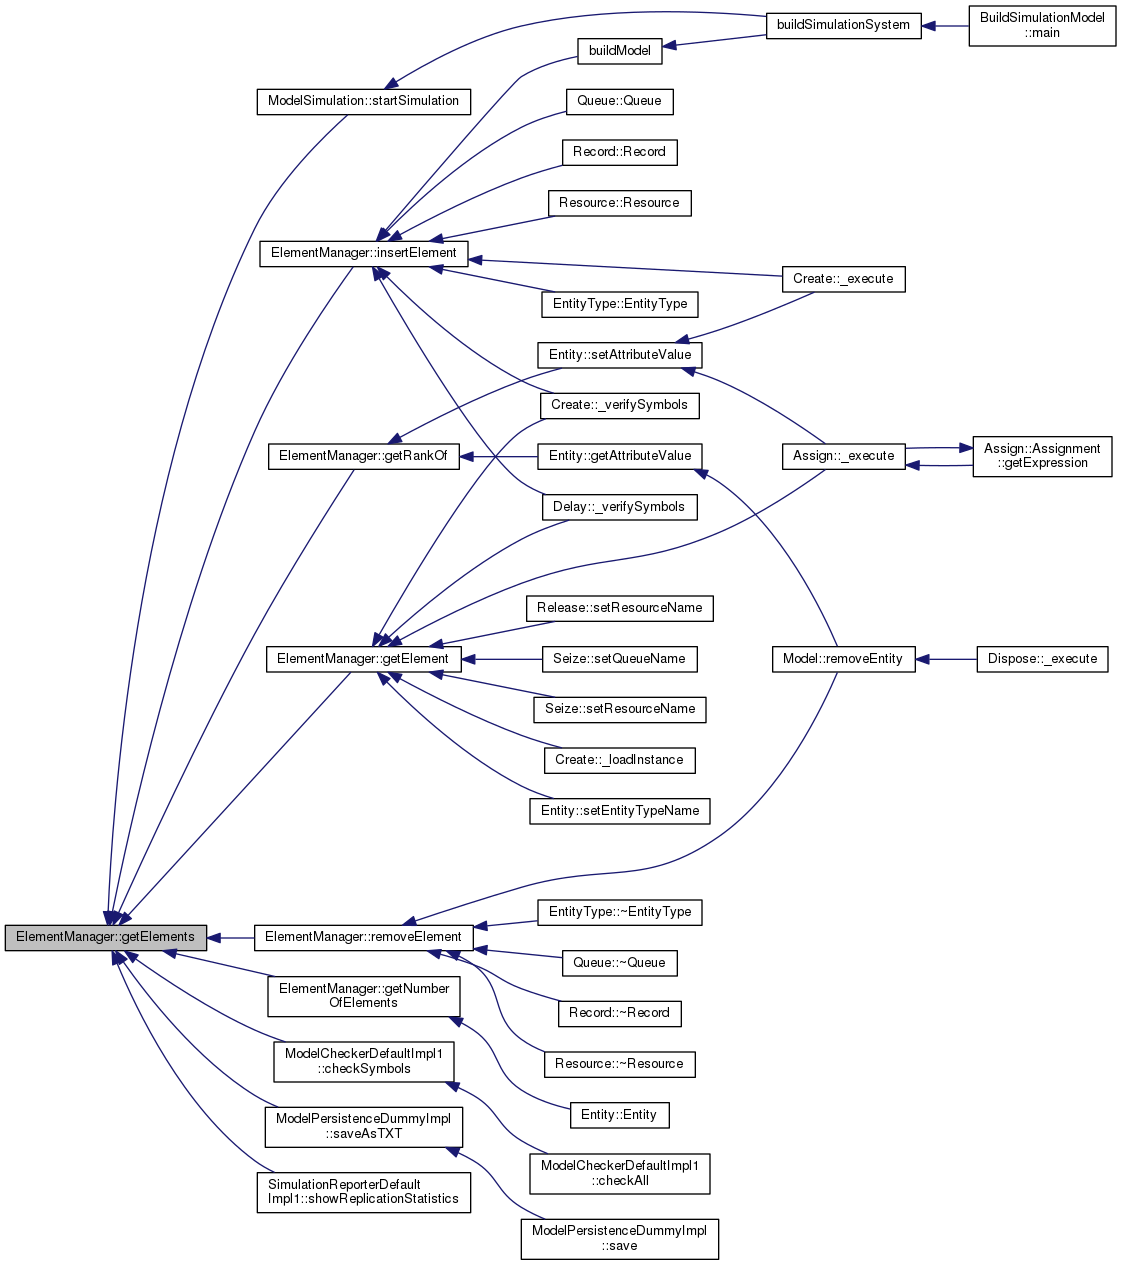 buildSimulationSystem
BuildSimulationModel
::main
buildModel
ModelSimulation::startSimulation
Queue::Queue
Record::Record
Resource::Resource
ElementManager::insertElement
Create::_execute
EntityType::EntityType
Entity::setAttributeValue
Create::_verifySymbols
ElementManager::getRankOf
Entity::getAttributeValue
Assign::_execute
Assign::Assignment
::getExpression
Delay::_verifySymbols
Release::setResourceName
ElementManager::getElement
Seize::setQueueName
Model::removeEntity
Dispose::_execute
Seize::setResourceName
Create::_loadInstance
Entity::setEntityTypeName
EntityType::~EntityType
ElementManager::getElements
ElementManager::removeElement
Queue::~Queue
ElementManager::getNumber
OfElements
Record::~Record
ModelCheckerDefaultImpl1
::checkSymbols
Resource::~Resource
Entity::Entity
ModelPersistenceDummyImpl
::saveAsTXT
ModelCheckerDefaultImpl1
::checkAll
SimulationReporterDefault
Impl1::showReplicationStatistics
ModelPersistenceDummyImpl
::save